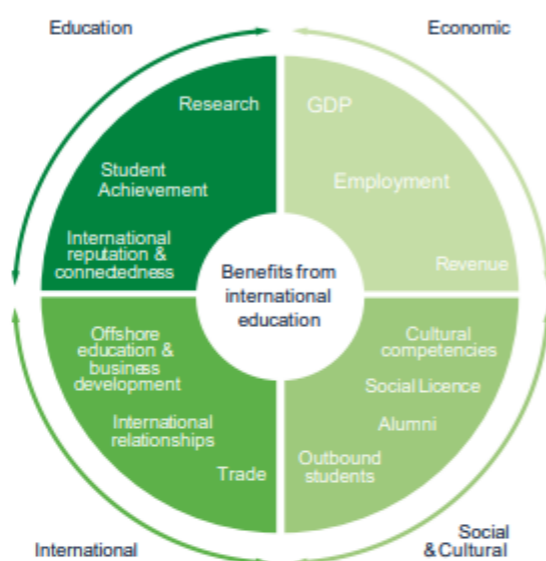 Education
Economic
Research
GDP
Student
Achievement
Employment
International
reputation &
connectedness
Revenue
Benefits from
international
education
Offshore
education &
business
development
Cultural
competencies
Social Licence
International
relationships
Alumni
Trade
Outbound
students
International
Social
& Cultural